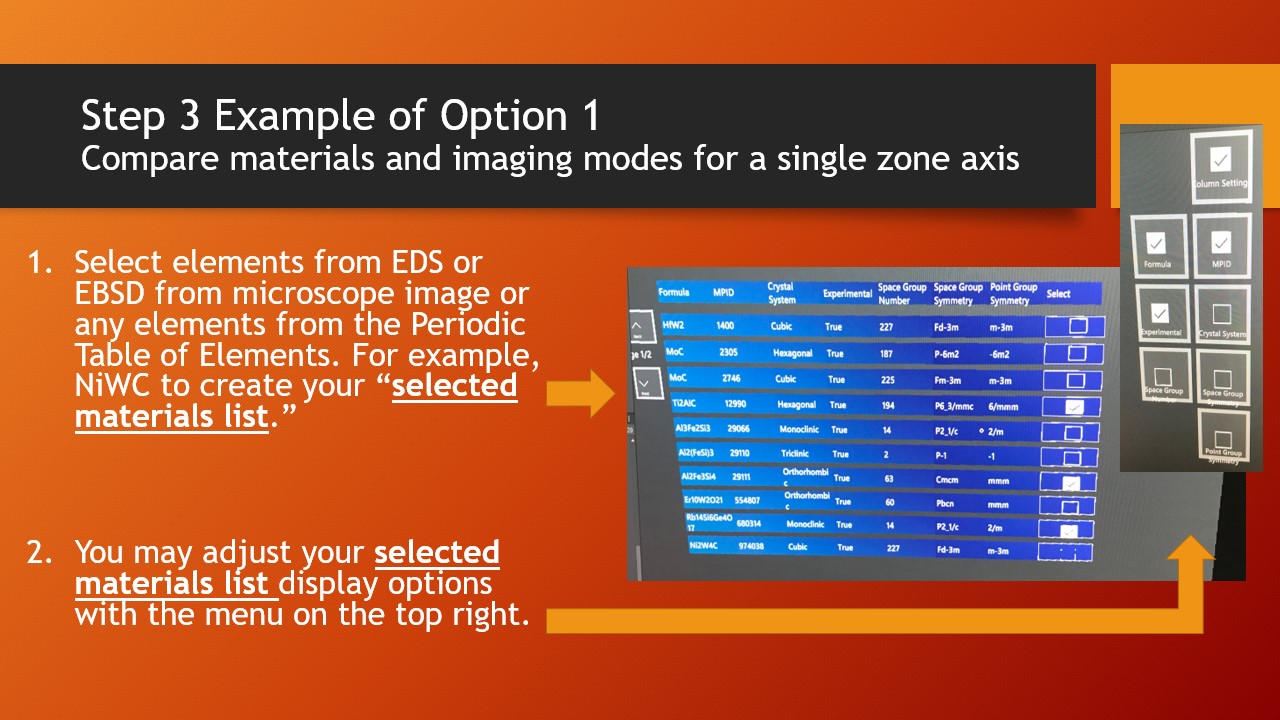 Step 3 Example of Option 1
Compare materials and imaging modes for a single zone axis
1. Select elements from EDS or
EBSD from microscope image or
any elements from the Periodic
Table of Elements. For example,
NiWC to create your “selected
materials list.”
2. You may adjust your selected
materials list display options
with the menu on the top right.
Formula MPID Crystal System Experimental Space Group Number Space Group Symmetry Point Group Symmetry Select
HfW2 1400 Cubic True 227 Fd-3m m-3m
MoC 2305 Hexagonal True 187 P-6m2 -6m2
MoC 2746 Cubic True 225 Fm-3m m-3m
Ti2AlC 12990 Hexagonal True 194 P6_3/mmc 6/mmm
Al3Fe2Si3 29066 Monoclinic True 14 P2_1/c 2/m
Al2(FeSi)3 29110 Triclinic True 2 P-1 -1
Al2Fe3Si4 29111 Orthorhombi c True 63 Cmcm mmm
Er10W2O21 554807 Orthorhombi c True 60 Pbcn mmm
Rb14Si6Ge4O 17 680314 Monoclinic True 14 P2_1/c 2/m
Ni2W4C 974038 Cubic True 227 Fd-3m m-3m
1/2
Column Setting
Formula MPID
Experimental Crystal System
Space Group Number Space Group Symmetry
Point Group Symmetry